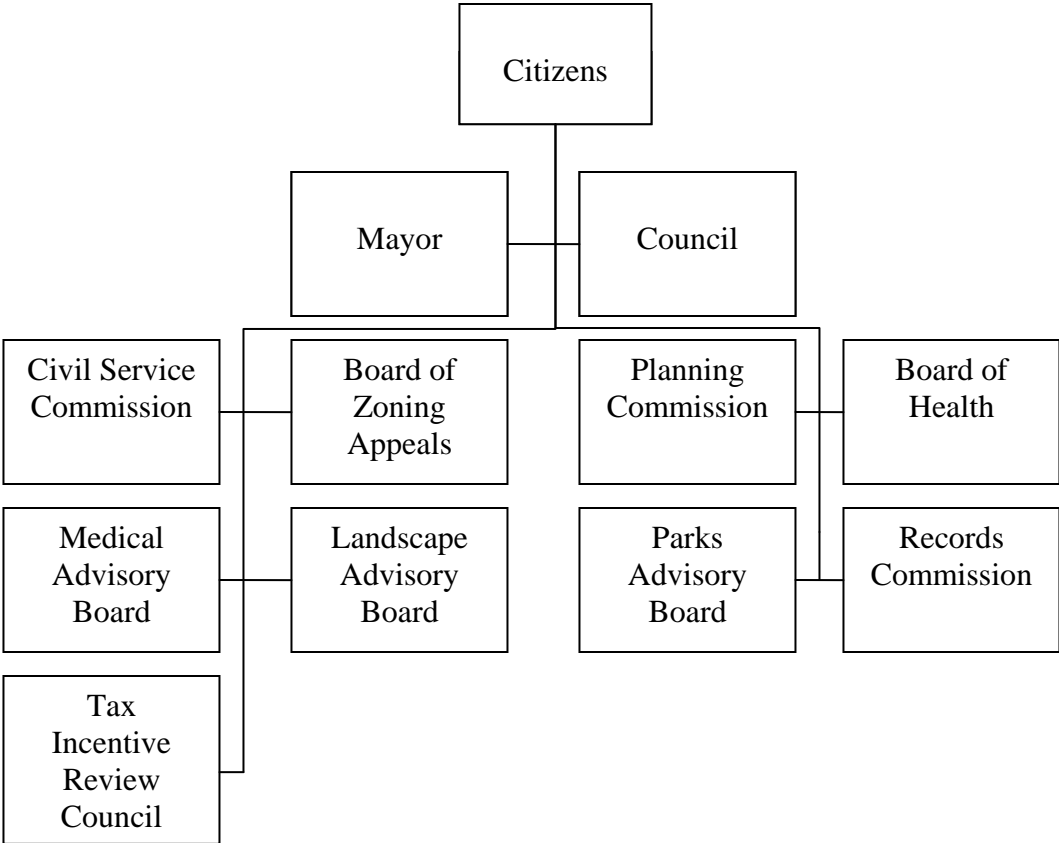 Citizens
Mayor
Council
Civil Service
Commission
Board of
Zoning
Appeals
Planning
Commission
Board of
Health
Medical
Advisory
Board
Landscape
Advisory
Board
Parks
Advisory
Board
Records
Commission
Tax
Incentive
Review
Council